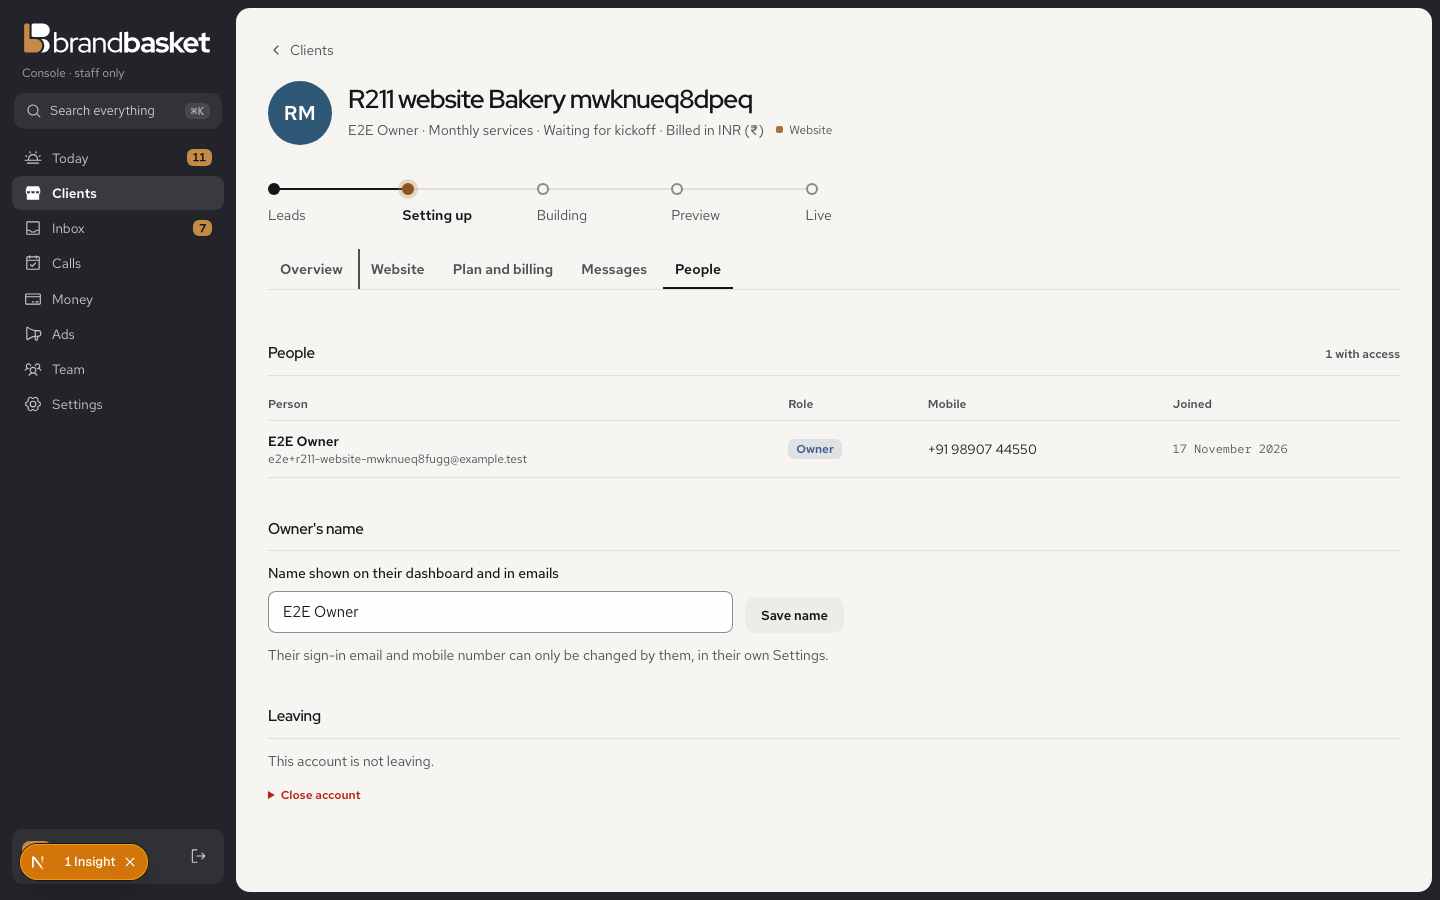 brandbasket
Console · staff only
Search everything ⌘K
Today 11
Clients
Inbox 7
Calls
Money
Ads
Team
Settings
1 Insight
Clients
RM
R211 website Bakery mwknueq8dpeq
E2E Owner · Monthly services · Waiting for kickoff · Billed in INR (₹) Website
Leads Setting up Building Preview Live
Overview Website Plan and billing Messages People
People 1 with access
Person Role Mobile Joined
E2E Owner
e2e+r211-website-mwknueq8fugg@example.test Owner +91 98907 44550 17 November 2026
Owner's name
Name shown on their dashboard and in emails
E2E Owner Save name
Their sign-in email and mobile number can only be changed by them, in their own Settings.
Leaving
This account is not leaving.
Close account